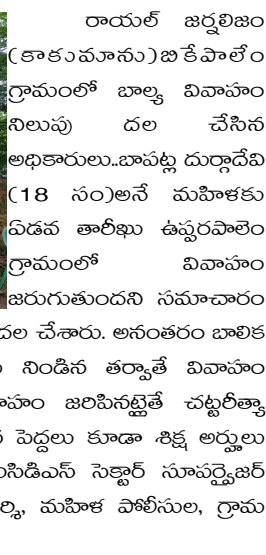 రాయల్ జర్నలిజం
(కాకుమాను)బికేపాలేం
గ్రామంలో బాల్య వివాహం
నిలుపు దల చేసిన
అధికారులు..బాపట్ల దుర్గాదేవి
(18 సం)అనే మహిళకు
ఏడవ తారీఖు ఉప్పరపాలెం
గ్రామంలో వివాహం
జరుగుతుందని సమాచారం
దల చేశారు. అనంతరం బాలిక
నిండిన తర్వాతే వివాహం
జరిపినట్లైతే చట్టరీత్యా
పెద్దలు కూడా శిక్ష అర్హులు
సెక్టార్ సూపర్వైజర్
మహిళ పోలీసుల, గ్రామ